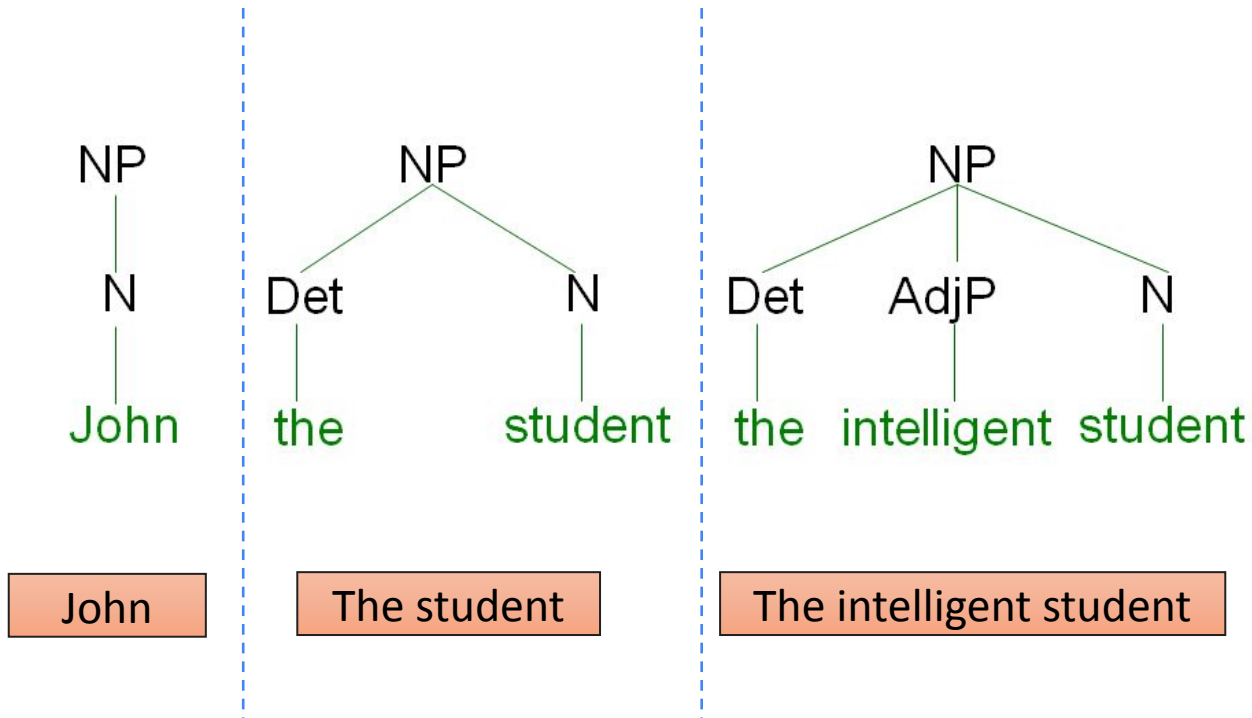 NP
N
John
John
NP
Det N
the student
The student
NP
Det AdjP N
the intelligent student
The intelligent student